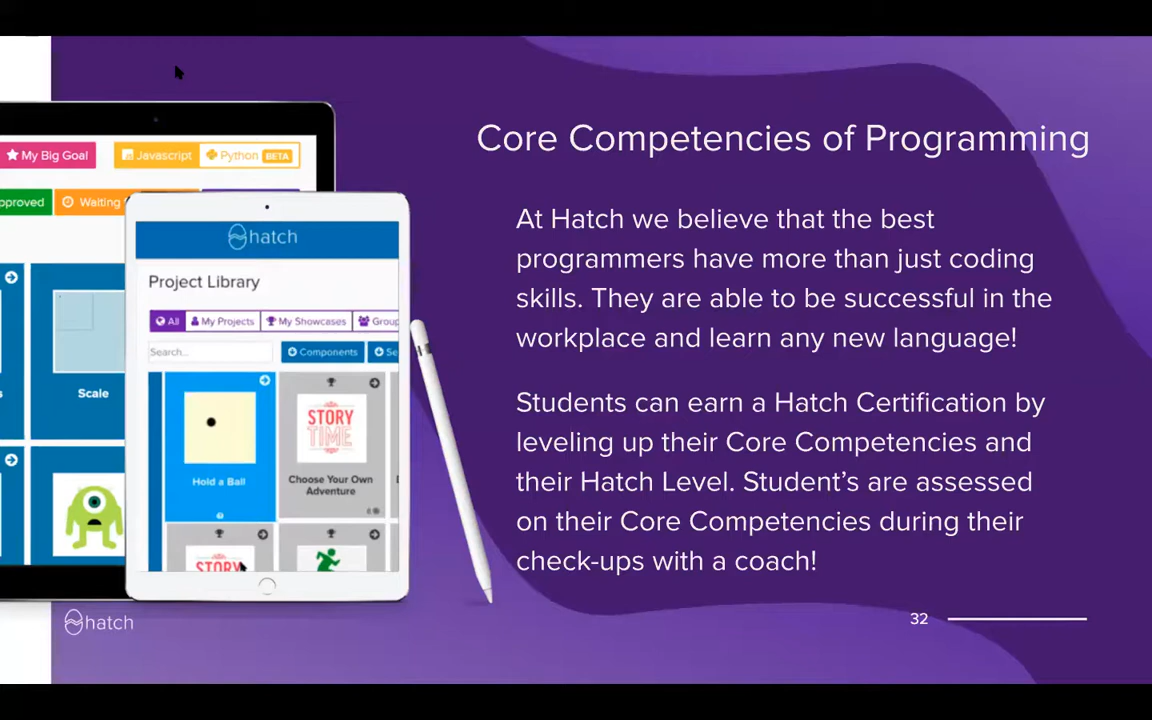 Core Competencies of Programming
At Hatch we believe that the best
programmers have more than just coding
skills. They are able to be successful in the
workplace and learn any new language!
Students can earn a Hatch Certification by
leveling up their Core Competencies and
their Hatch Level. Student's are assessed
on their Core Competencies during their
check-ups with a coach!
My Big Goal
Javascript
Python BETA
pproved
Waiting
Scale
hatch
Project Library
All My Projects My Showcases Group
Search...
Components Se
Hold a Ball
STORY
TIME
Choose Your Own
Adventure
STORY
hatch
32